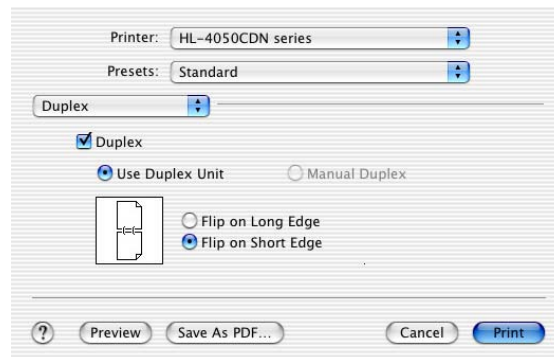 Printer: HL-4050CDN series
Presets: Standard
Duplex
Duplex
Use Duplex Unit Manual Duplex
Flip on Long Edge
Flip on Short Edge
? Preview Save As PDF... Cancel Print